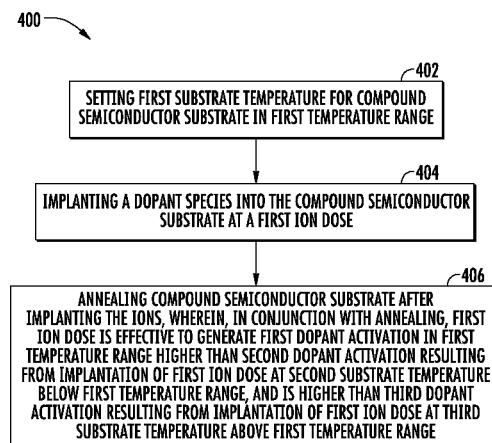 400
402
SETTING FIRST SUBSTRATE TEMPERATURE FOR COMPOUND
SEMICONDUCTOR SUBSTRATE IN FIRST TEMPERATURE RANGE
404
IMPLANTING A DOPANT SPECIES INTO THE COMPOUND SEMICONDUCTOR
SUBSTRATE AT A FIRST ION DOSE
406
ANNEALING COMPOUND SEMICONDUCTOR SUBSTRATE AFTER
IMPLANTING THE IONS, WHEREIN, IN CONJUNCTION WITH ANNEALING, FIRST
ION DOSE IS EFFECTIVE TO GENERATE FIRST DOPANT ACTIVATION IN FIRST
TEMPERATURE RANGE HIGHER THAN SECOND DOPANT ACTIVATION RESULTING
FROM IMPLANTATION OF FIRST ION DOSE AT SECOND SUBSTRATE TEMPERATURE
BELOW FIRST TEMPERATURE RANGE, AND IS HIGHER THAN THIRD DOPANT
ACTIVATION RESULTING FROM IMPLANTATION OF FIRST ION DOSE AT THIRD
SUBSTRATE TEMPERATURE ABOVE FIRST TEMPERATURE RANGE